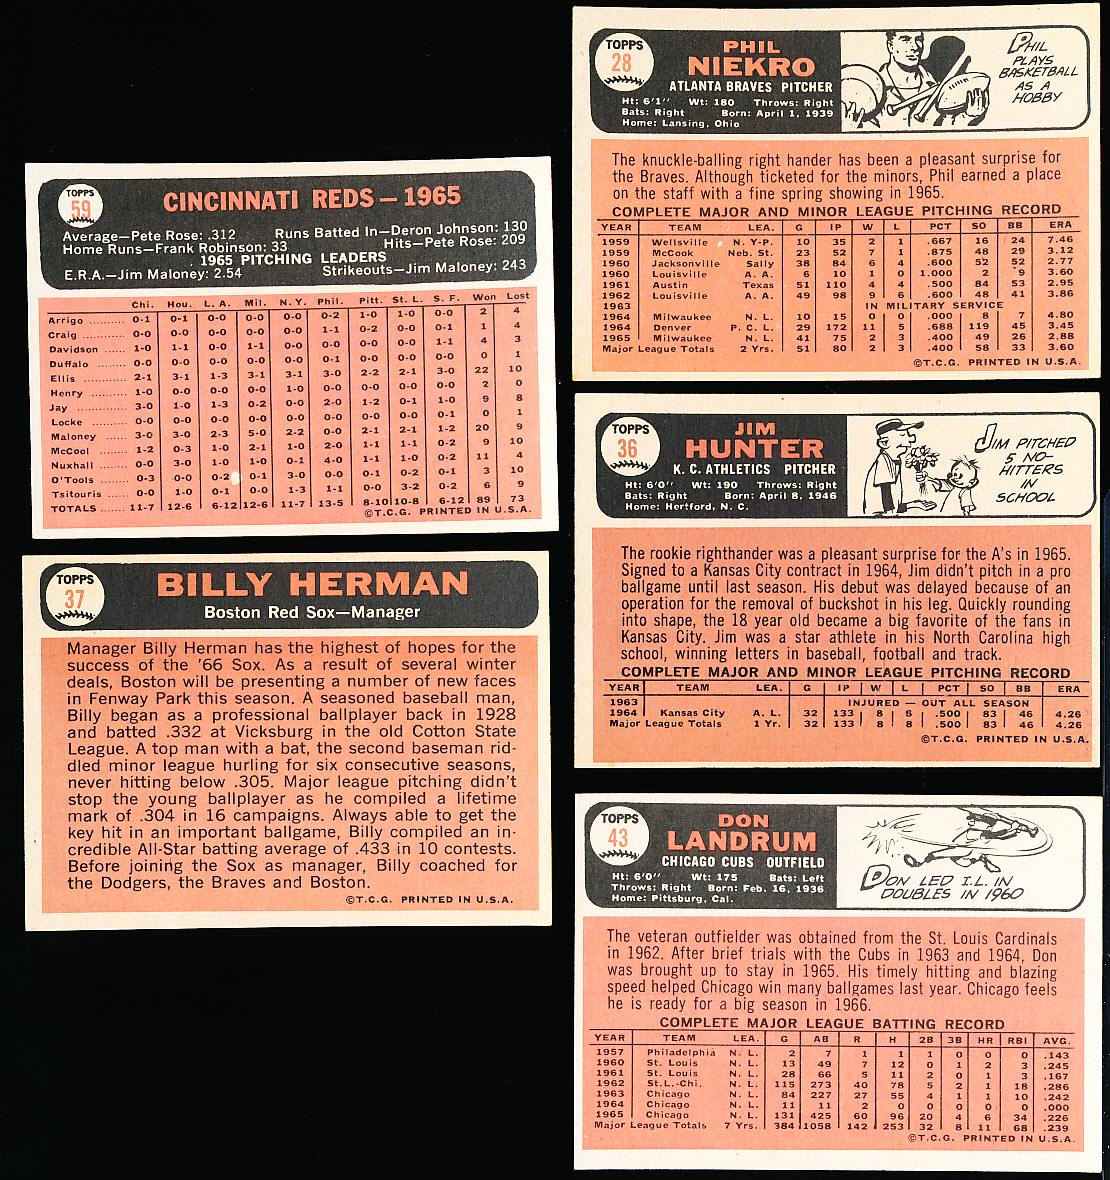 TOPPS
59
CINCINNATI REDS — 1965
Average—Pete Rose: .312 Runs Batted In—Deron Johnson: 130
Home Runs—Frank Robinson: 33 Hits—Pete Rose: 209
1965 PITCHING LEADERS
E.R.A.—Jim Maloney: 2.54 Strikeouts—Jim Maloney: 243
Chi. Hou. L. A. Mil. N. Y. Phil. Pitt. St. L. S. F. Won Lost
Arrigo .......... 0-1 0-1 0-0 0-0 0-0 0-2 1-0 1-0 0-0 2 4
Craig ............ 0-0 0-0 0-0 0-0 0-0 1-1 0-2 0-0 0-0 1 4
Davidson ...... 1-0 0-0 1-1 1-1 0-0 0-0 0-0 0-0 1-1 4 3
Duffalo ......... 0-0 0-0 0-0 0-0 0-0 0-1 0-0 0-0 0-0 0 1
Ellis .............. 2-1 3-1 1-3 3-1 3-1 3-0 2-2 2-1 3-0 22 10
Henry ........... 1-0 0-0 0-0 0-0 1-0 0-0 0-0 0-0 0-0 2 0
Jay ............... 3-0 1-0 1-3 0-2 0-0 2-0 1-2 0-1 1-0 9 8
Locke ........... 0-0 0-0 0-0 0-0 0-0 0-0 0-0 0-0 0-1 0 1
Maloney ....... 3-0 3-0 2-3 5-0 2-2 0-0 2-1 2-1 1-2 20 9
McCool ......... 1-2 0-3 1-0 2-1 1-0 2-0 1-1 1-1 0-2 9 10
Nuxhall ........ 0-0 3-0 1-0 1-0 0-1 4-0 1-1 1-0 0-2 11 4
O'Tools ........ 0-3 0-0 0-2 0-1 3-0 0-0 0-1 0-2 0-1 3 10
Tsitouris ...... 0-0 1-0 0-1 0-0 1-3 1-1 0-0 3-2 0-2 6 9
TOTALS ...... 11-7 12-6 6-12 12-6 11-7 13-5 8-10 10-8 6-12 89 73
©T.C.G. PRINTED IN U.S.A.
TOPPS
37
BILLY HERMAN
Boston Red Sox—Manager
Manager Billy Herman has the highest of hopes for the
success of the '66 Sox. As a result of several winter
deals, Boston will be presenting a number of new faces
in Fenway Park this season. A seasoned baseball man,
Billy began as a professional ballplayer back in 1928
and batted .332 at Vicksburg in the old Cotton State
League. A top man with a bat, the second baseman rid-
dled minor league hurling for six consecutive seasons,
never hitting below .305. Major league pitching didn't
stop the young ballplayer as he compiled a lifetime
mark of .304 in 16 campaigns. Always able to get the
key hit in an important ballgame, Billy compiled an in-
credible All-Star batting average of .433 in 10 contests.
Before joining the Sox as manager, Billy coached for
the Dodgers, the Braves and Boston.
©T.C.G. PRINTED IN U.S.A.
TOPPS
28
PHIL
NIEKRO
ATLANTA BRAVES PITCHER
Ht: 6'1" Wt: 180 Throws: Right
Bats: Right Born: April 1, 1939
Home: Lansing, Ohio
PHIL
PLAYS
BASKETBALL
AS A
HOBBY
The knuckle-balling right hander has been a pleasant surprise for
the Braves. Although ticketed for the minors, Phil earned a place
on the staff with a fine spring showing in 1965.
COMPLETE MAJOR AND MINOR LEAGUE PITCHING RECORD
YEAR TEAM LEA. G IP W L PCT SO BB ERA
1959 Wellsville N. Y-P. 10 35 2 1 .667 16 24 7.46
1959 McCook Neb. St. 23 52 7 1 .875 48 29 3.12
1960 Jacksonville Sally 38 84 6 4 .600 52 52 2.77
1960 Louisville A. A. 6 10 1 0 1.000 2 9 3.60
1961 Austin Texas 51 110 4 4 .500 84 53 2.95
1962 Louisville A. A. 49 98 9 6 .600 48 41 3.86
1963 IN MILITARY SERVICE
1964 Milwaukee N. L. 10 15 0 0 .000 8 7 4.80
1964 Denver P. C. L. 29 172 11 5 .688 119 45 3.45
1965 Milwaukee N. L. 41 75 2 3 .400 49 26 2.88
Major League Totals 2 Yrs. 51 80 2 3 .400 58 33 3.60
©T.C.G. PRINTED IN U.S.A.
TOPPS
36
JIM
HUNTER
K. C. ATHLETICS PITCHER
Ht: 6'0" Wt: 190 Throws: Right
Bats: Right Born: April 8, 1946
Home: Hertford, N. C.
JIM PITCHED
5 NO-
HITTERS
IN
SCHOOL
The rookie righthander was a pleasant surprise for the A's in 1965.
Signed to a Kansas City contract in 1964, Jim didn't pitch in a pro
ballgame until last season. His debut was delayed because of an
operation for the removal of buckshot in his leg. Quickly rounding
into shape, the 18 year old became a big favorite of the fans in
Kansas City. Jim was a star athlete in his North Carolina high
school, winning letters in baseball, football and track.
COMPLETE MAJOR AND MINOR LEAGUE PITCHING RECORD
YEAR TEAM LEA. G IP W L PCT SO BB ERA
1963 INJURED — OUT ALL SEASON
1964 Kansas City A. L. 32 133 8 8 .500 83 46 4.26
Major League Totals 1 Yr. 32 133 8 8 .500 83 46 4.26
©T.C.G. PRINTED IN U.S.A.
TOPPS
43
DON
LANDRUM
CHICAGO CUBS OUTFIELD
Ht: 6'0" Wt: 175 Bats: Left
Throws: Right Born: Feb. 16, 1936
Home: Pittsburg, Cal.
DON LED I.L. IN
DOUBLES IN 1960
The veteran outfielder was obtained from the St. Louis Cardinals
in 1962. After brief trials with the Cubs in 1963 and 1964, Don
was brought up to stay in 1965. His timely hitting and blazing
speed helped Chicago win many ballgames last year. Chicago feels
he is ready for a big season in 1966.
COMPLETE MAJOR LEAGUE BATTING RECORD
YEAR TEAM LEA. G AB R H 2B 3B HR RBI AVG.
1957 Philadelphia N. L. 2 7 1 1 1 0 0 0 .143
1960 St. Louis N. L. 13 49 7 12 0 1 2 3 .245
1961 St. Louis N. L. 28 66 5 11 2 0 1 3 .167
1962 St.L.-Chi. N. L. 115 273 40 78 5 2 1 18 .286
1963 Chicago N. L. 84 227 27 55 4 1 1 10 .242
1964 Chicago N. L. 11 11 2 0 0 0 0 0 .000
1965 Chicago N. L. 131 425 60 96 20 4 6 34 .226
Major League Totals 7 Yrs. 384 1058 142 253 32 8 11 68 .239
©T.C.G. PRINTED IN U.S.A.